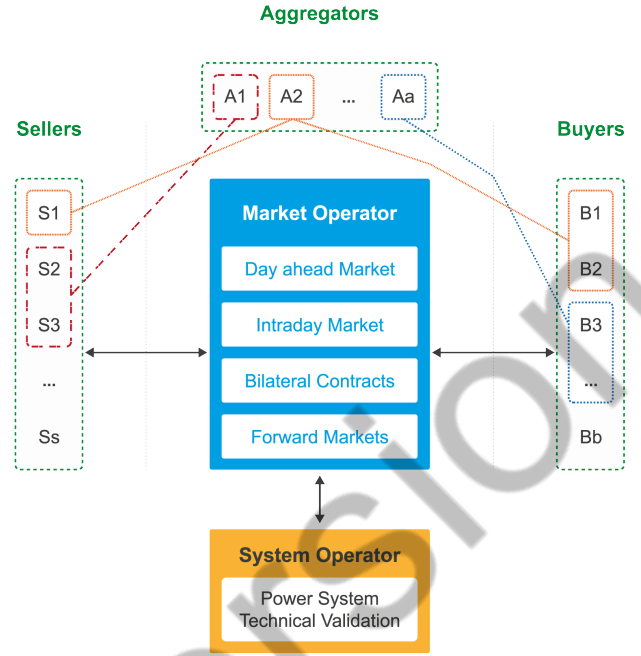 Aggregators
A1 A2 ... Aa
Sellers
Buyers
S1
S2
S3
...
Ss
Market Operator
Day ahead Market
Intraday Market
Bilateral Contracts
Forward Markets
B1
B2
B3
...
Bb
System Operator
Power System
Technical Validation
ersion